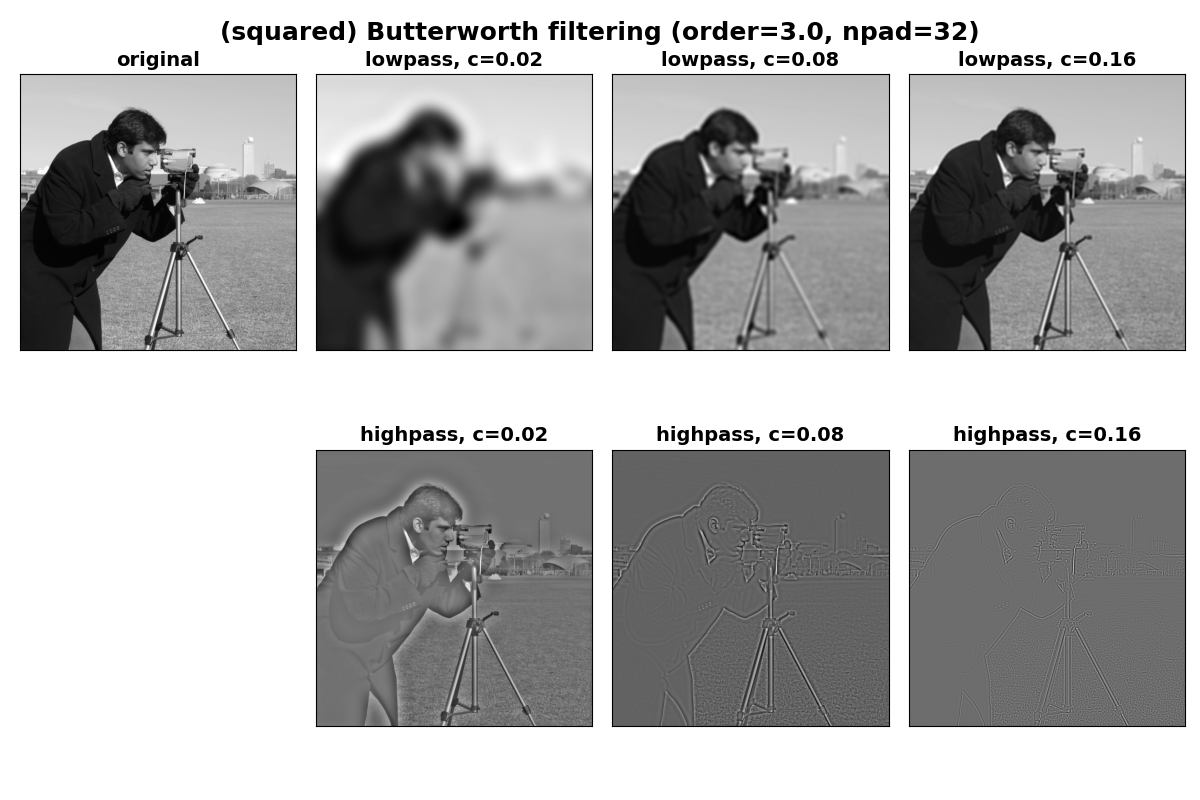 (squared) Butterworth filtering (order=3.0, npad=32)
original
lowpass, c=0.02
lowpass, c=0.08
lowpass, c=0.16
highpass, c=0.02
highpass, c=0.08
highpass, c=0.16